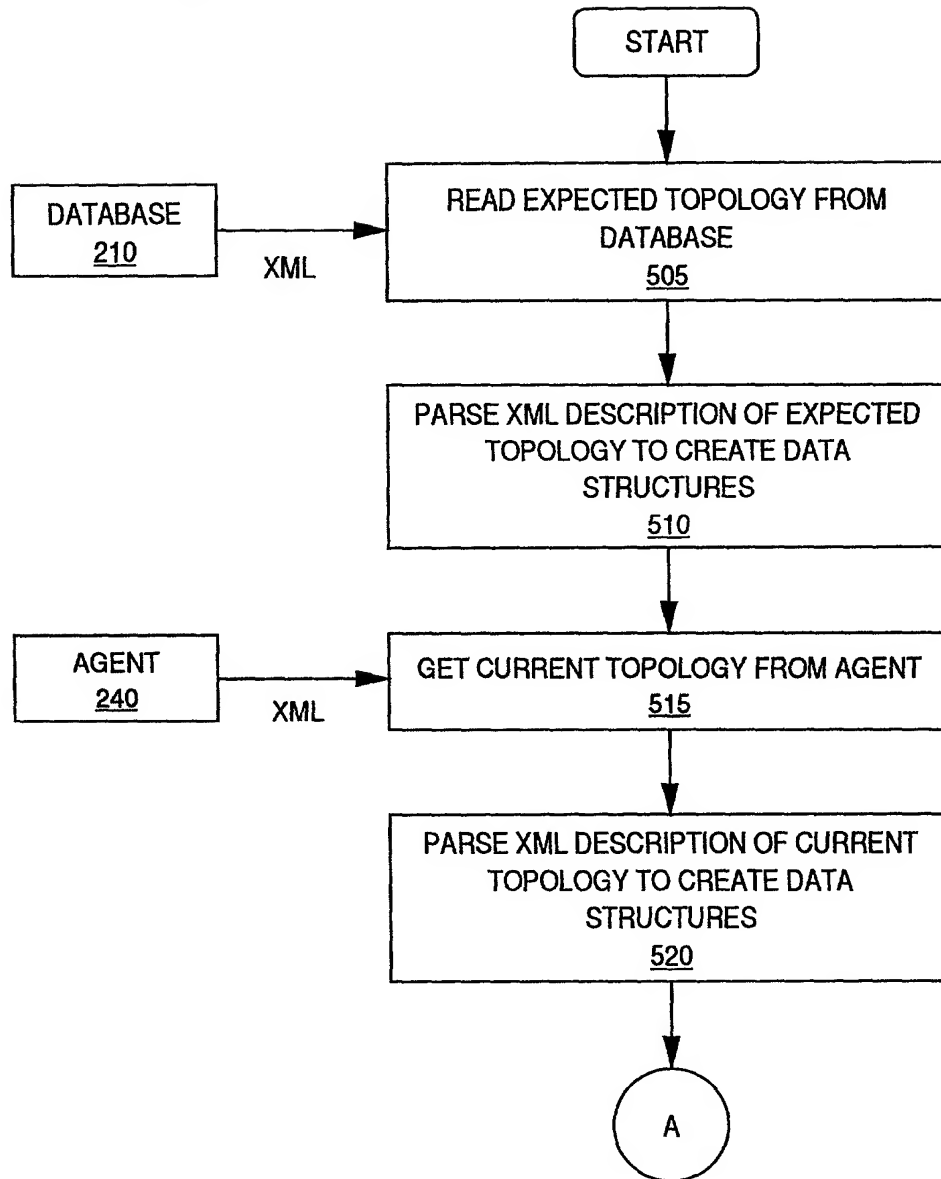 START
DATABASE
210
XML
READ EXPECTED TOPOLOGY FROM
DATABASE
505
PARSE XML DESCRIPTION OF EXPECTED
TOPOLOGY TO CREATE DATA
STRUCTURES
510
AGENT
240
XML
GET CURRENT TOPOLOGY FROM AGENT
515
PARSE XML DESCRIPTION OF CURRENT
TOPOLOGY TO CREATE DATA
STRUCTURES
520
A